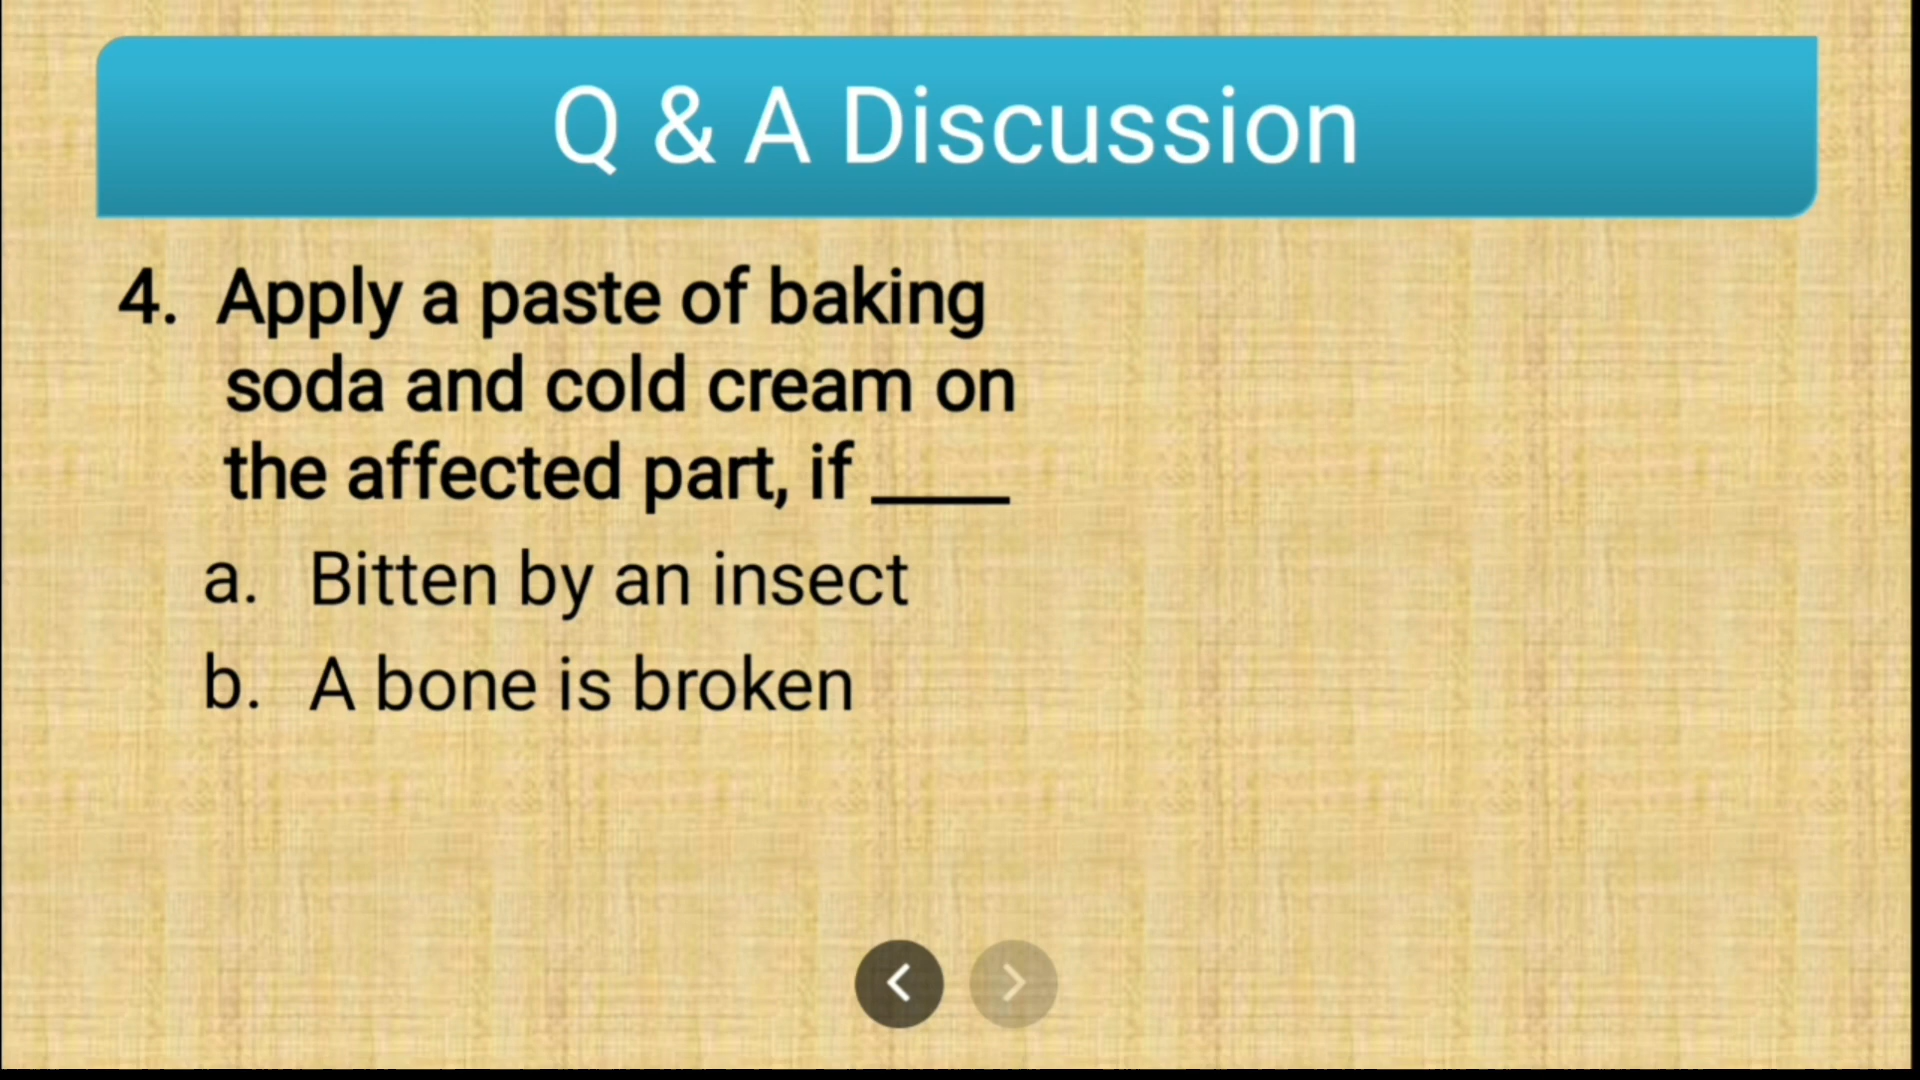 Q & A Discussion
4. Apply a paste of baking
soda and cold cream on
the affected part, if ____
a. Bitten by an insect
b. A bone is broken